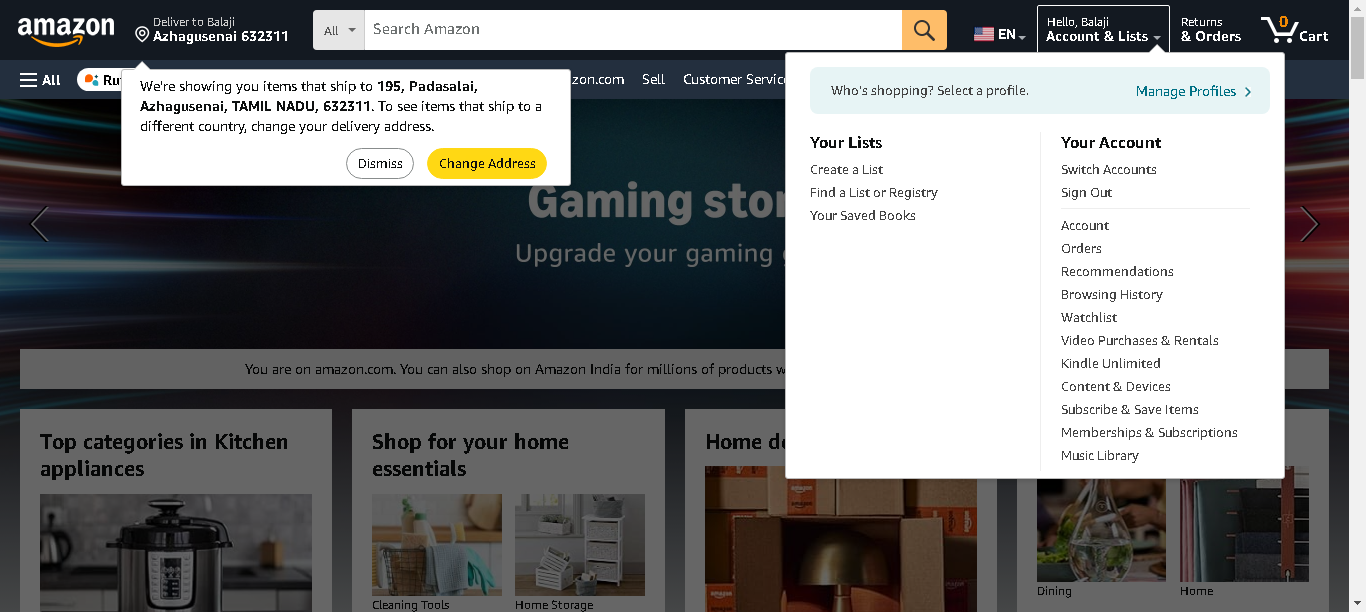 amazon
Deliver to Balaji
Azhagusenai 632311
All
Search Amazon
EN
Hello, Balaji
Account & Lists
Returns
& Orders
0
Cart
All
Ru
zon.com
Sell
Customer Servic
We're showing you items that ship to 195, Padasalai,
Azhagusenai, TAMIL NADU, 632311. To see items that ship to a
different country, change your delivery address.
Dismiss
Change Address
Who's shopping? Select a profile.
Manage Profiles
Your Lists
Create a List
Find a List or Registry
Your Saved Books
Your Account
Switch Accounts
Sign Out
Account
Orders
Recommendations
Browsing History
Watchlist
Video Purchases & Rentals
Kindle Unlimited
Content & Devices
Subscribe & Save Items
Memberships & Subscriptions
Music Library
Gaming stor
Upgrade your gaming
You are on amazon.com. You can also shop on Amazon India for millions of products w
Top categories in Kitchen
appliances
Shop for your home
essentials
Home de
Cleaning Tools
Home Storage
Dining
Home